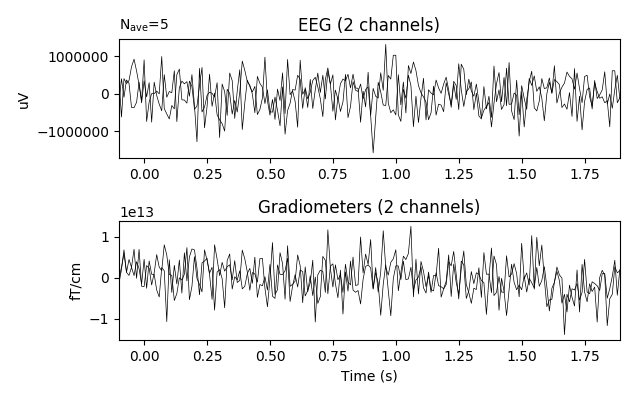 N_ave=5
EEG (2 channels)
1000000
0
−1000000
uV
0.00 0.25 0.50 0.75 1.00 1.25 1.50 1.75
Gradiometers (2 channels)
1e13
1
0
−1
fT/cm
0.00 0.25 0.50 0.75 1.00 1.25 1.50 1.75
Time (s)